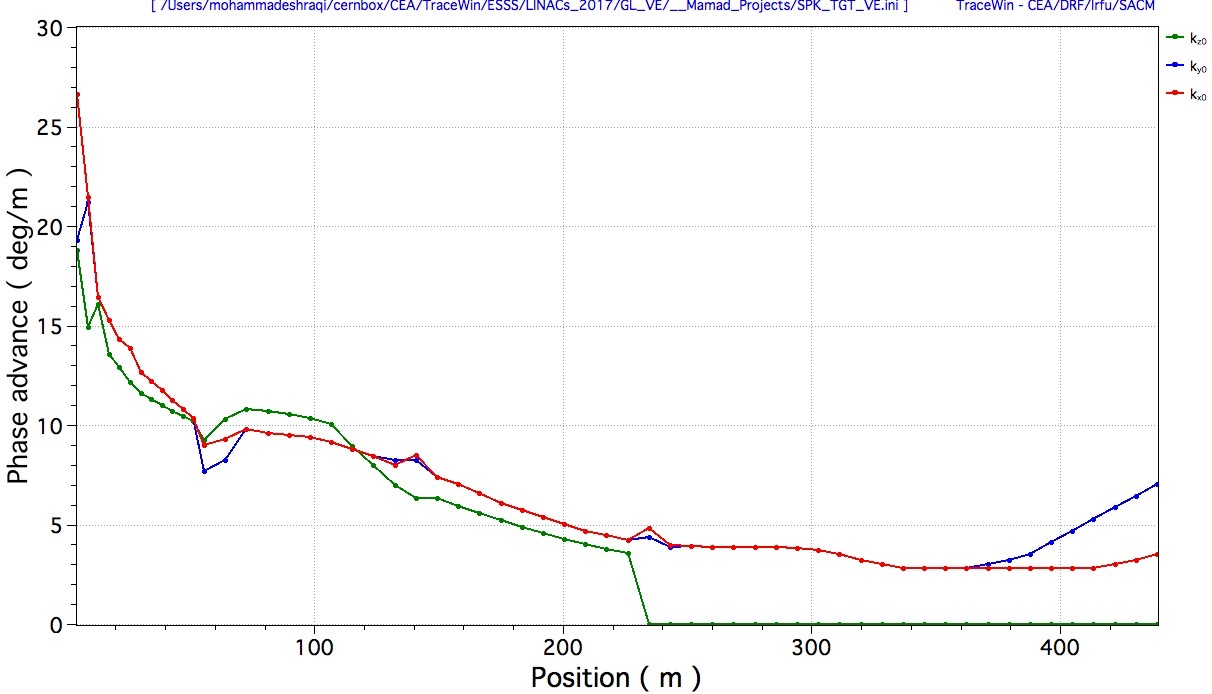 [ /Users/mohammadeshraqi/cernbox/CEA/TraceWin/ESSS/LINACs_2017/GL_VE/__Mamad_Projects/SPK_TGT_VE.ini ] TraceWin - CEA/DRF/Irfu/SACM
30
25
20
15
10
5
0
Phase advance ( deg/m )
100 200 300 400
Position ( m )
kz0
ky0
kx0